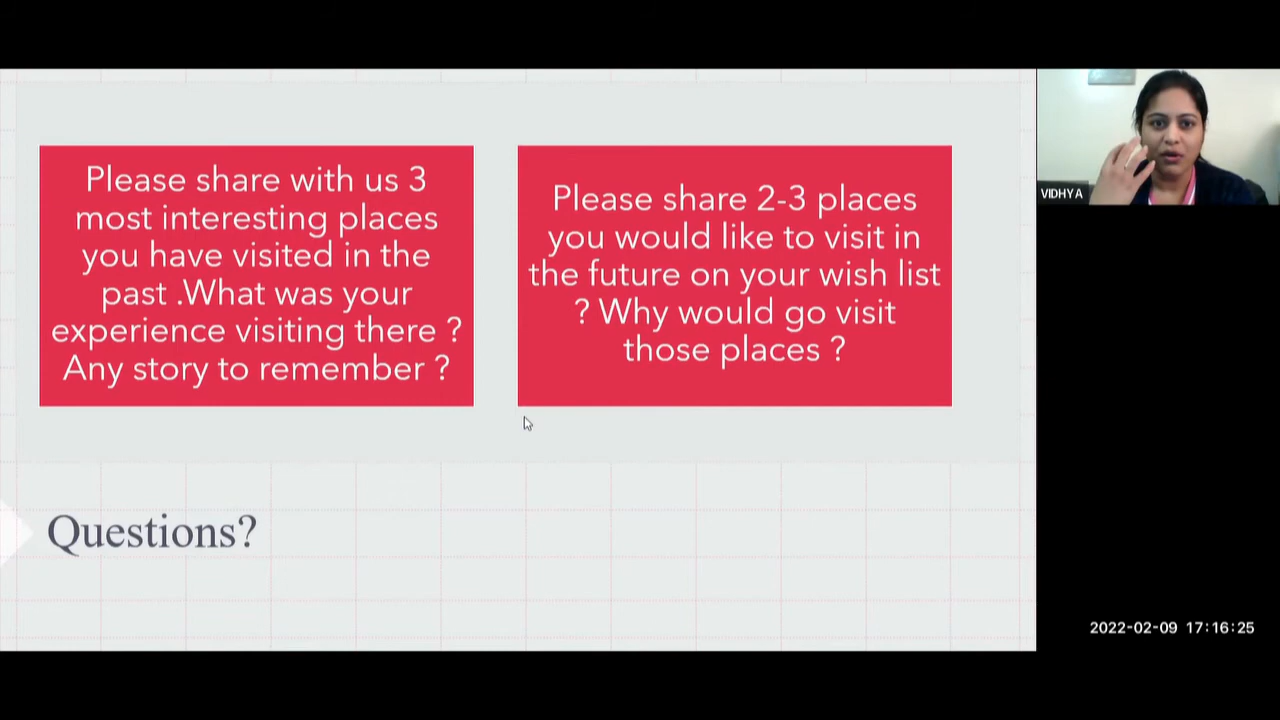 Please share with us 3
most interesting places
you have visited in the
past .What was your
experience visiting there ?
Any story to remember ?
Please share 2-3 places
you would like to visit in
the future on your wish list
? Why would go visit
those places ?
Questions?
VIDHYA
2022-02-09 17:16:25